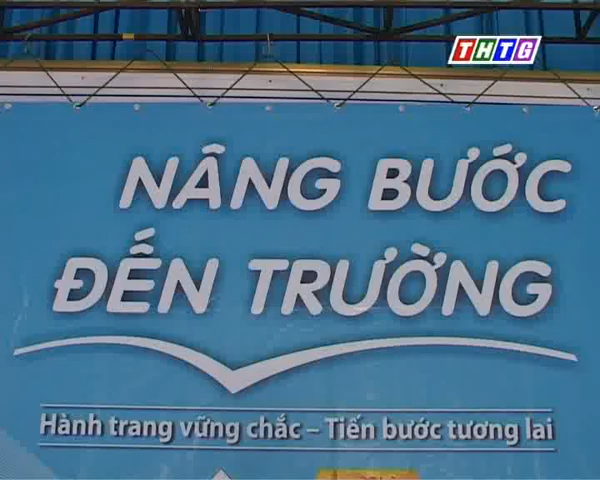 THTG
NÂNG BƯỚC
ĐẾN TRƯỜNG
Hành trang vững chắc – Tiến bước tương lai